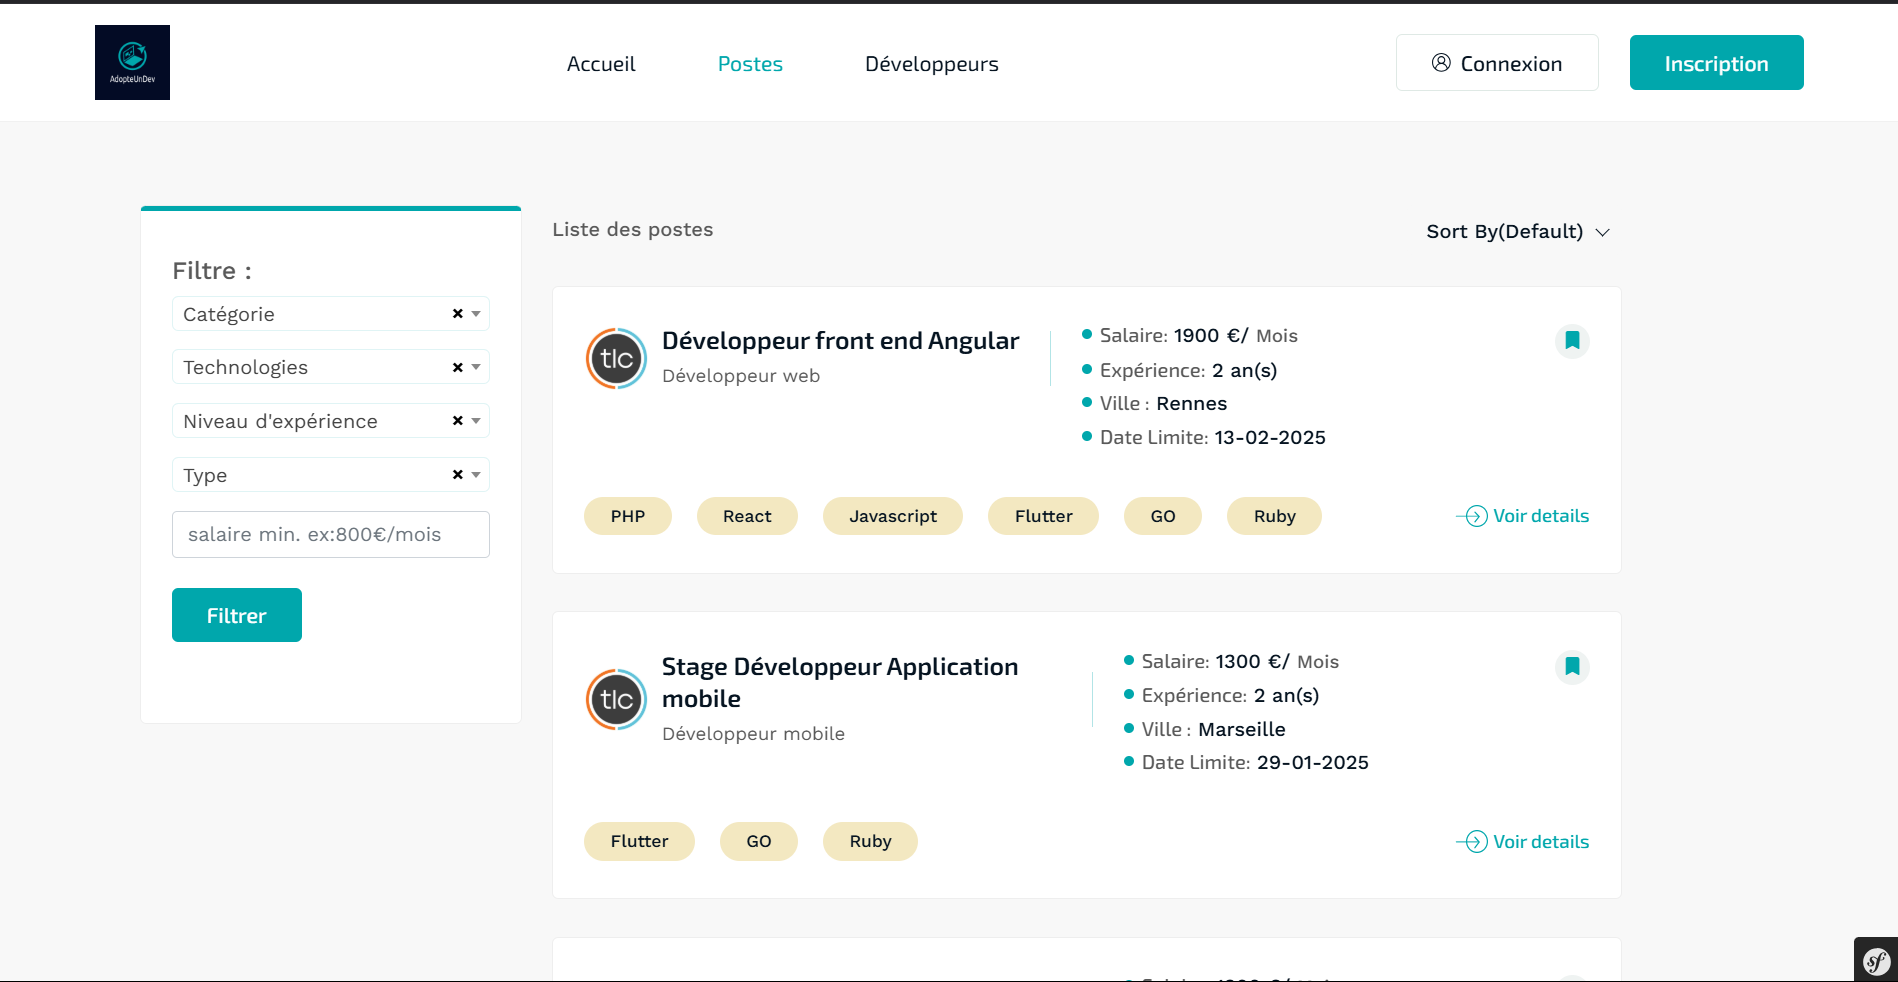 AdopteUnDev
Accueil
Postes
Développeurs
Connexion
Inscription
Filtre :
Catégorie
×
Technologies
×
Niveau d'expérience
×
Type
×
salaire min. ex:800€/mois
Filtrer
Liste des postes
Sort By(Default)
tlc
Développeur front end Angular
Développeur web
Salaire: 1900 €/ Mois
Expérience: 2 an(s)
Ville : Rennes
Date Limite: 13-02-2025
PHP
React
Javascript
Flutter
GO
Ruby
Voir details
tlc
Stage Développeur Application
mobile
Développeur mobile
Salaire: 1300 €/ Mois
Expérience: 2 an(s)
Ville : Marseille
Date Limite: 29-01-2025
Flutter
GO
Ruby
Voir details
sf